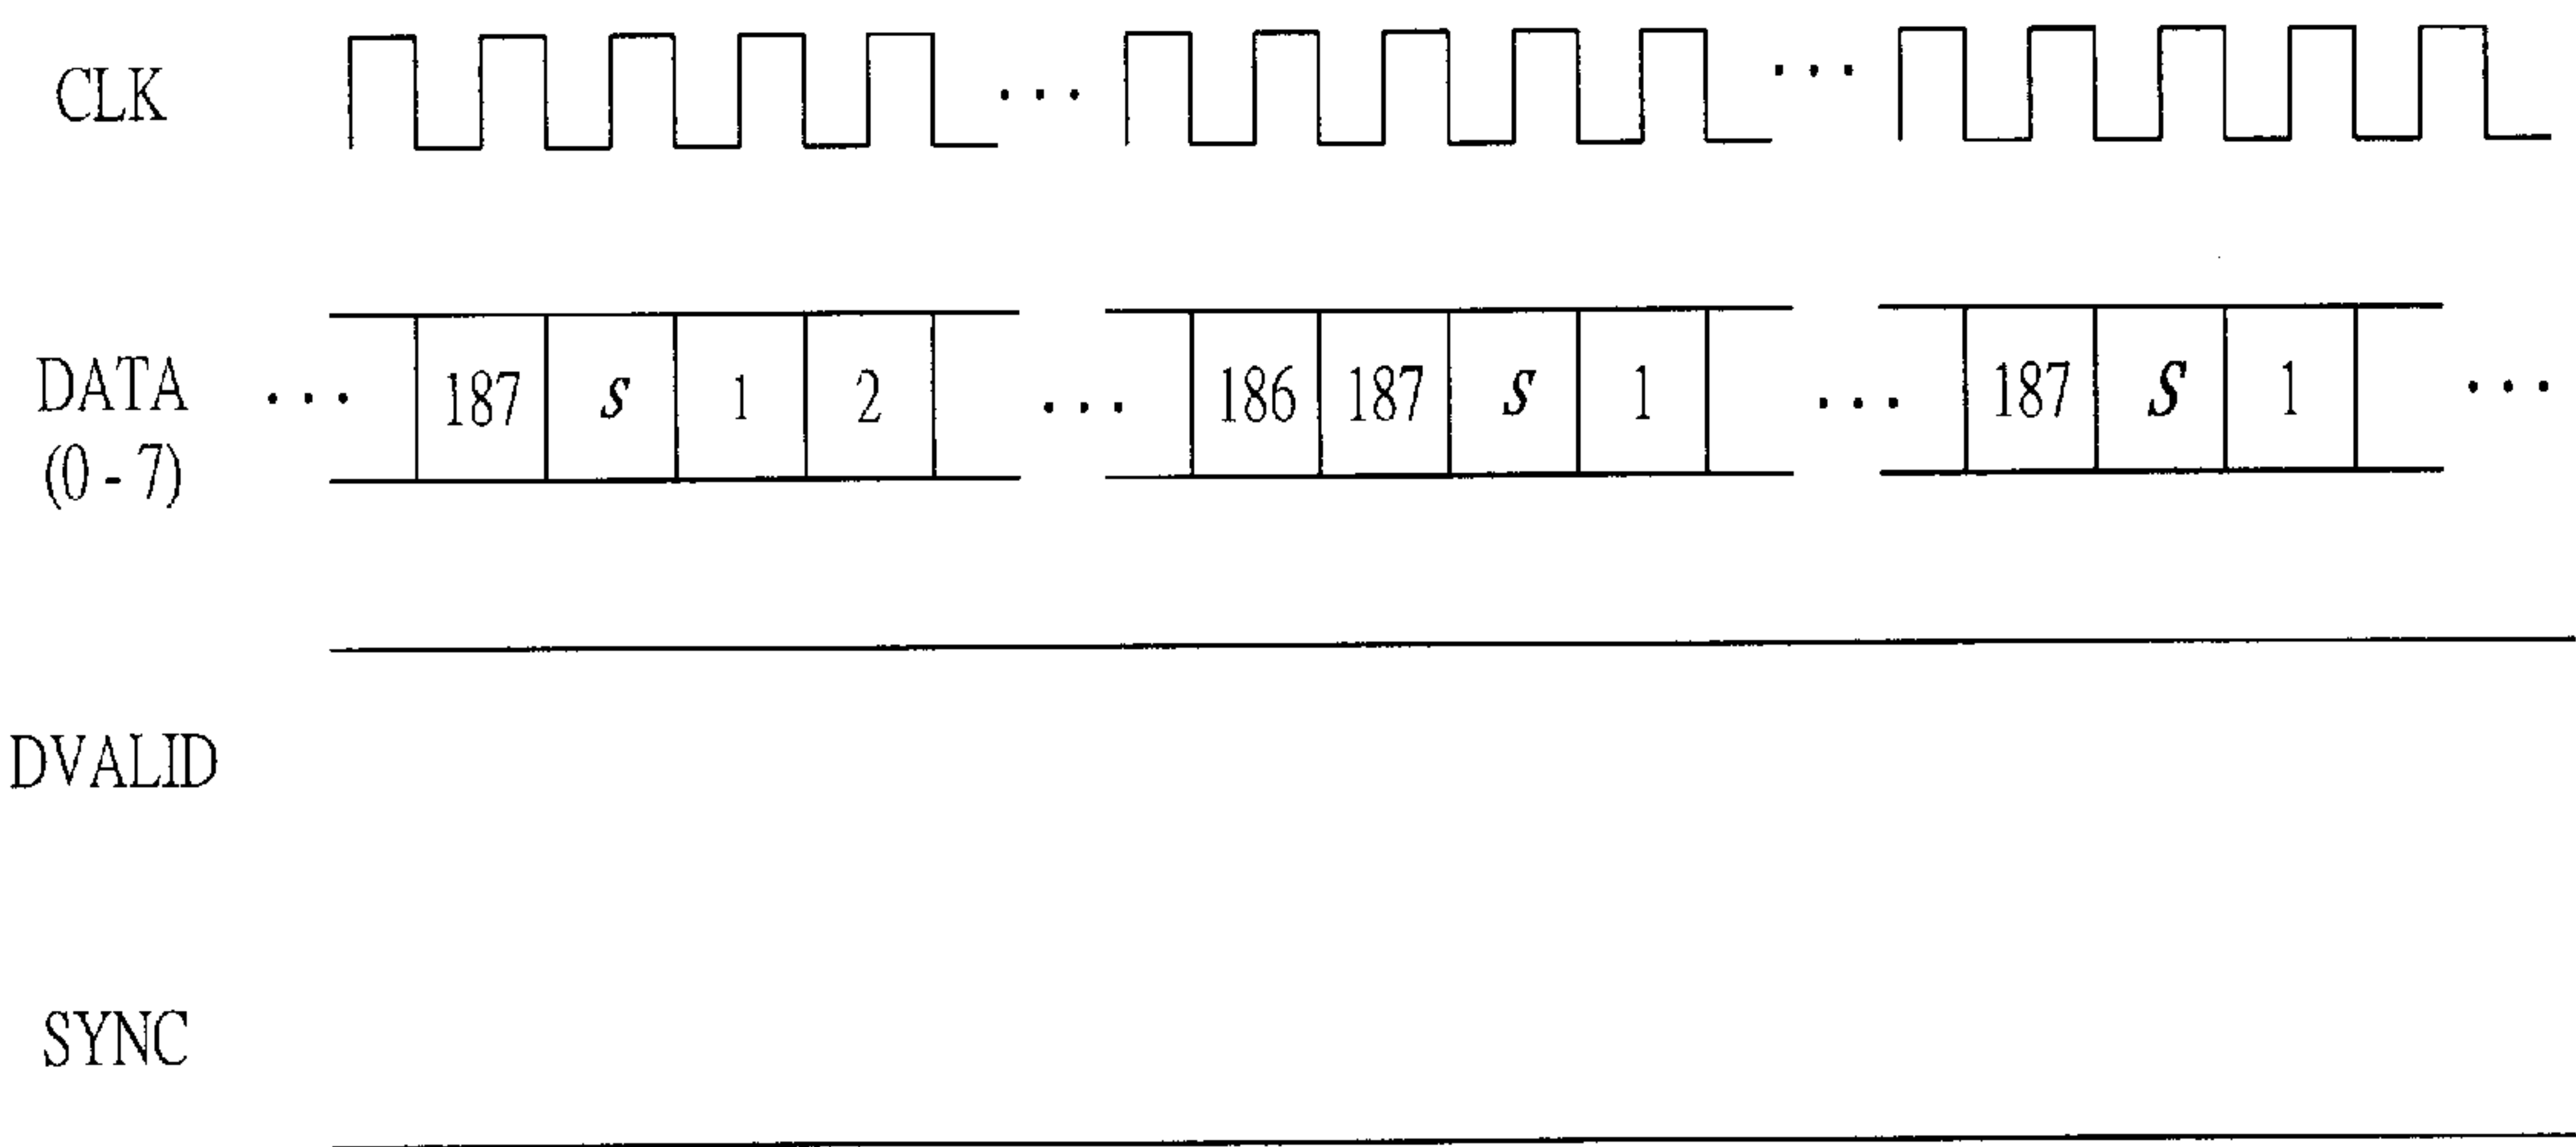 CLK ... ...
DATA
(0 - 7)
... 187 s 1 2 ... 186 187 s 1 ... 187 s 1 ...
DVALID
SYNC